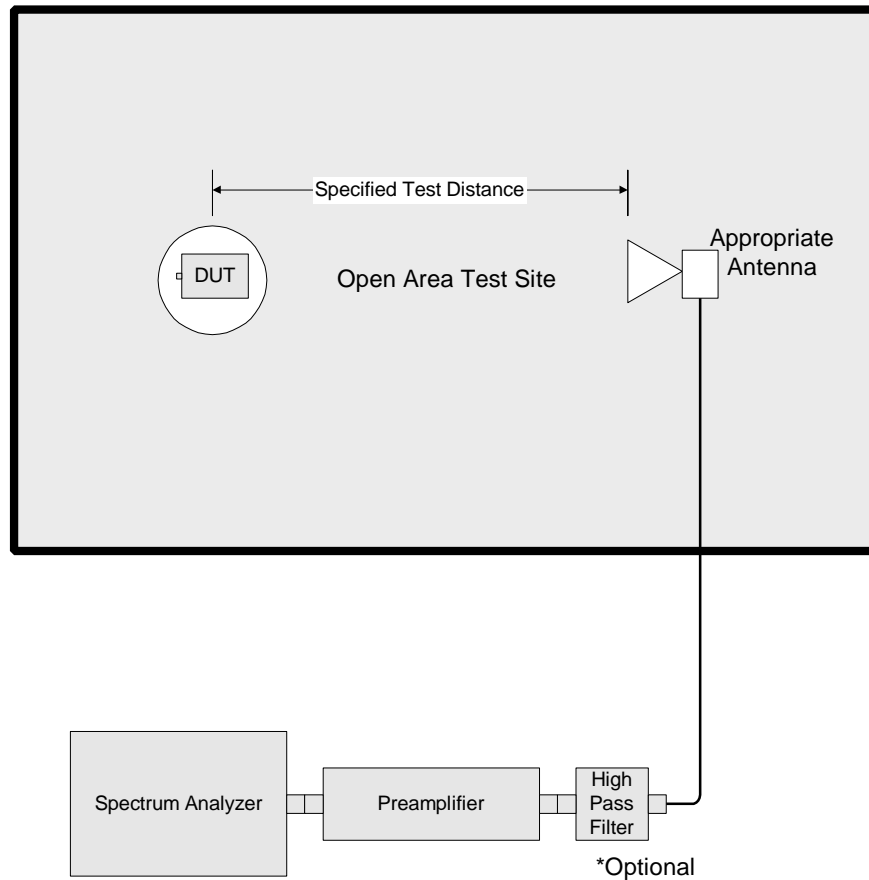 Specified Test Distance
DUT
Open Area Test Site
Appropriate
Antenna
Spectrum Analyzer
Preamplifier
High
Pass
Filter
*Optional